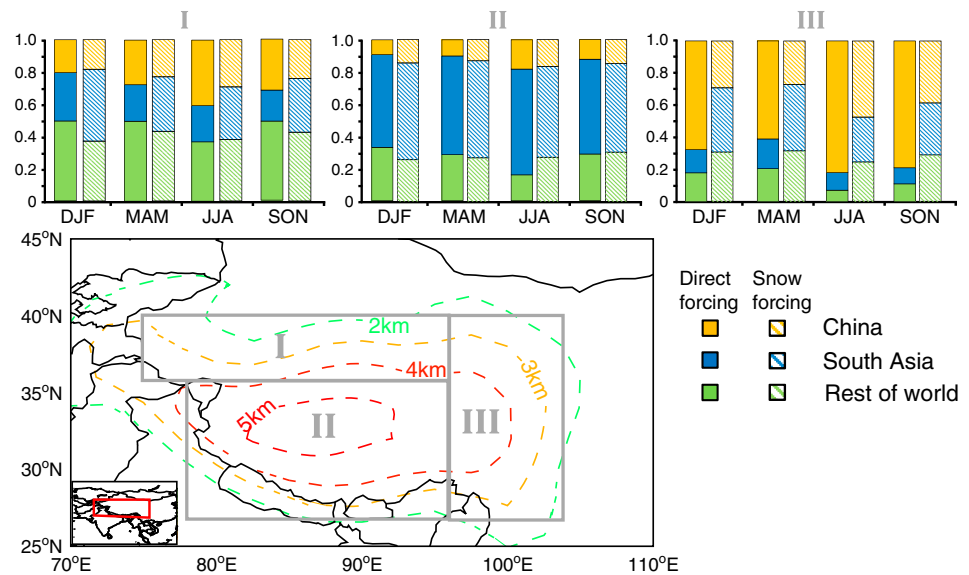 I II III
1.0 1.0 1.0
0.8 0.8 0.8
0.6 0.6 0.6
0.4 0.4 0.4
0.2 0.2 0.2
0 0 0
DJF MAM JJA SON DJF MAM JJA SON DJF MAM JJA SON
45°N
40°N
35°N
30°N
25°N
70°E 80°E 90°E 100°E 110°E
2km
I
4km
3km
5km
II
III
Direct Snow
forcing forcing
China
South Asia
Rest of world